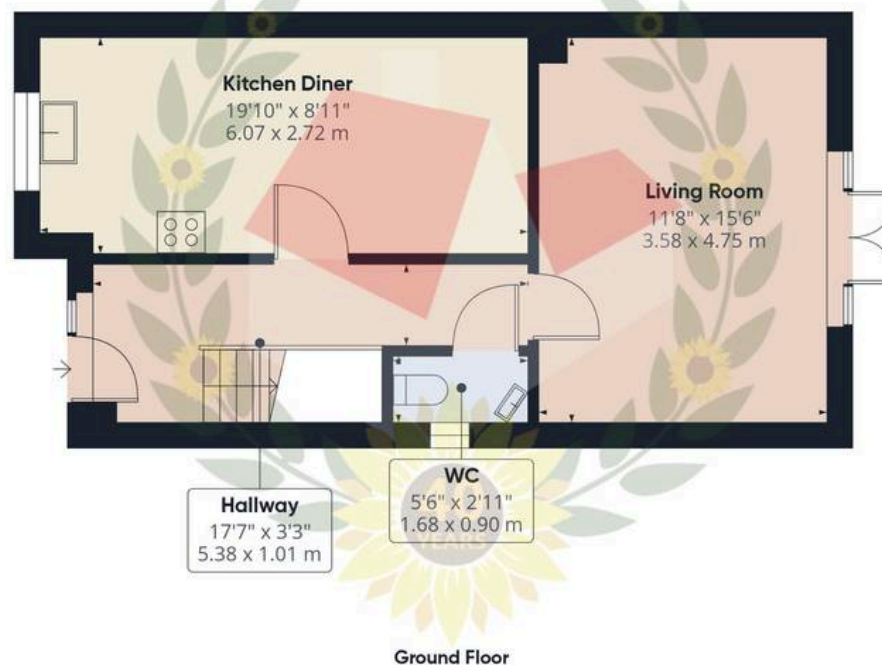 Kitchen Diner
19'10" x 8'11"
6.07 x 2.72 m
Living Room
11'8" x 15'6"
3.58 x 4.75 m
Hallway
17'7" x 3'3"
5.38 x 1.01 m
WC
5'6" x 2'11"
1.68 x 0.90 m
YEARS
Ground Floor